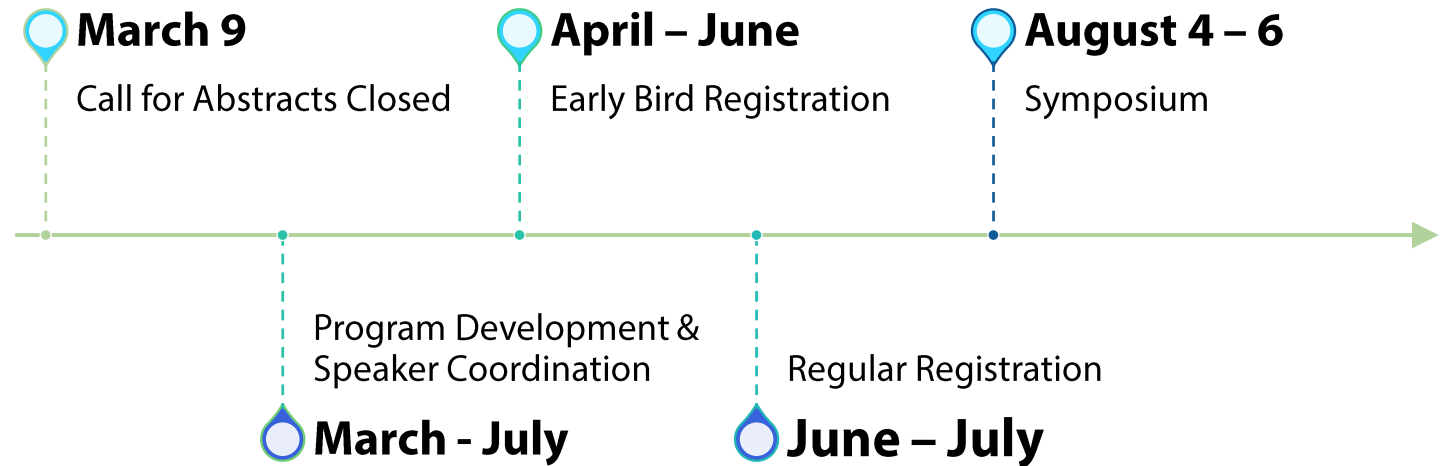 March 9
Call for Abstracts Closed
April – June
Early Bird Registration
August 4 – 6
Symposium
Program Development &
Speaker Coordination
March - July
Regular Registration
June – July